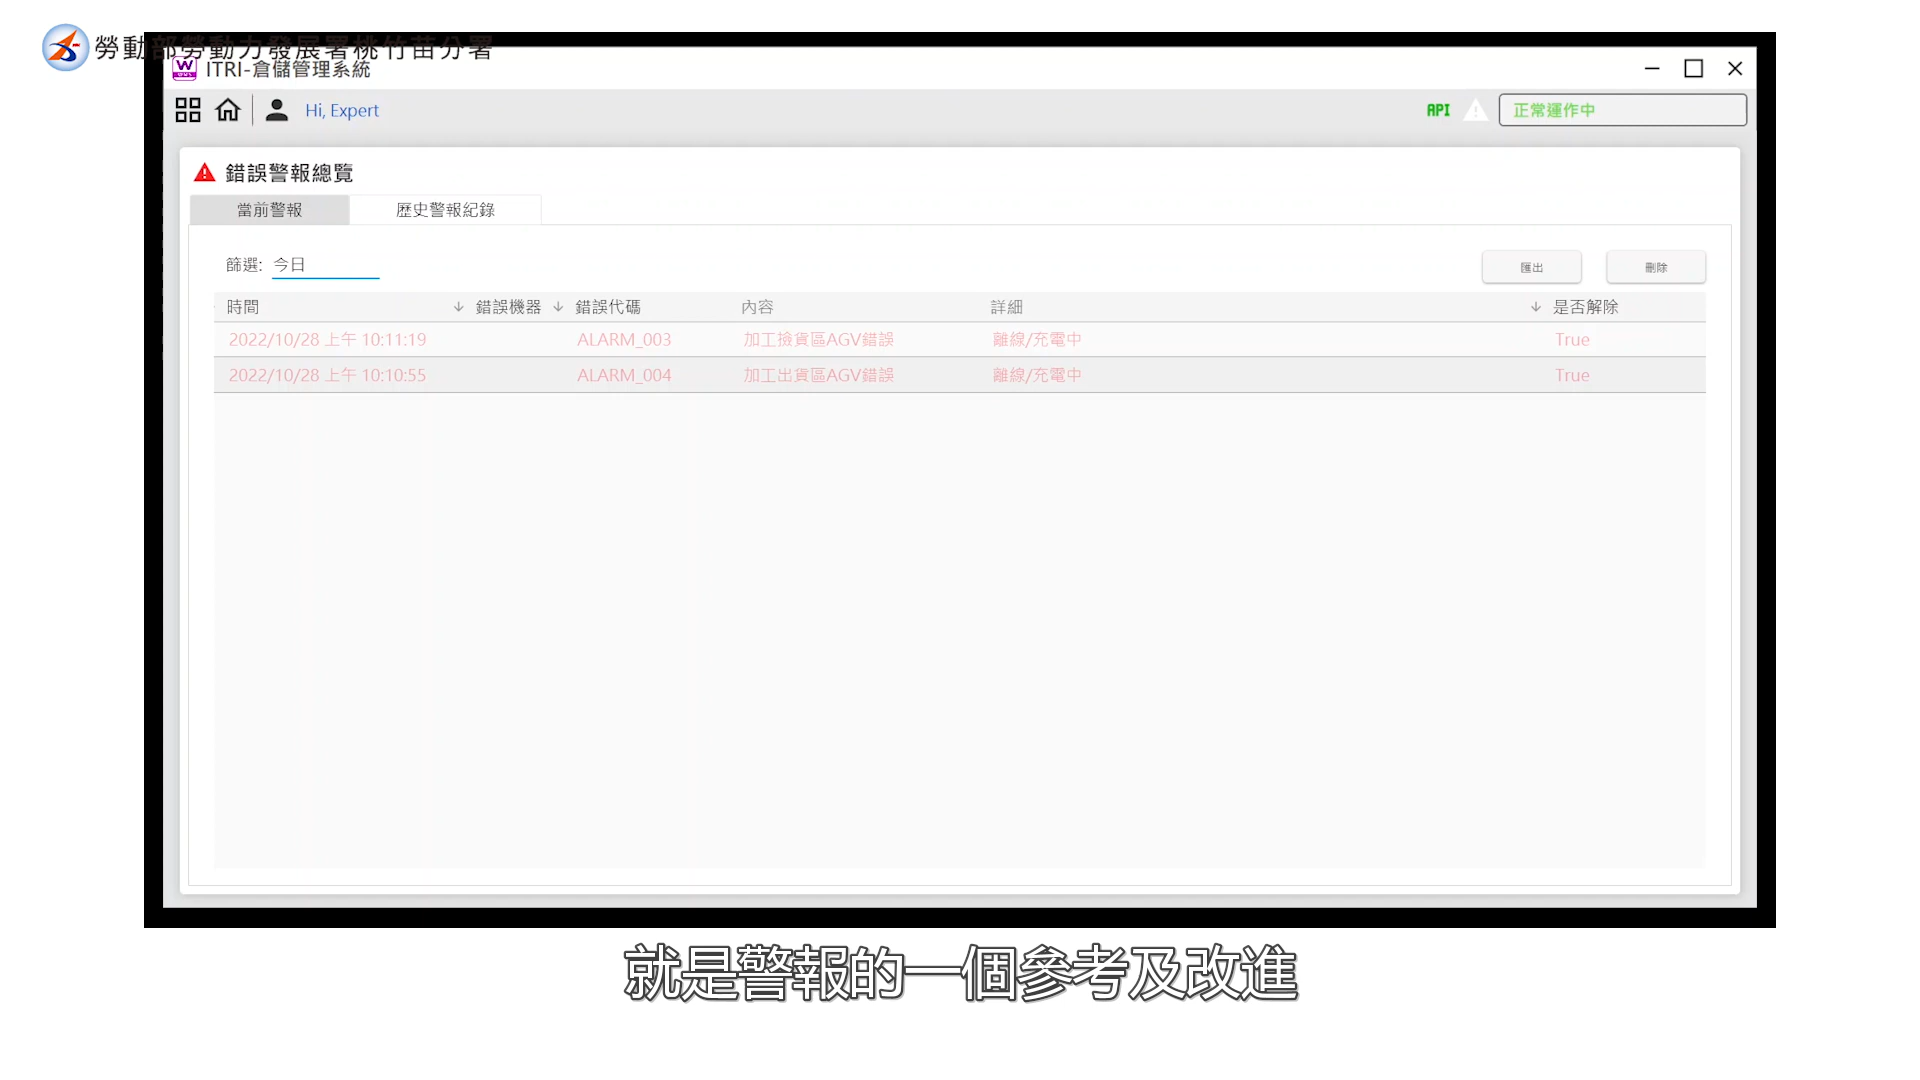 勞動部勞動力發展署桃竹苗分署
ITRI-倉儲管理系統
Hi, Expert
API
正常運作中
錯誤警報總覽
當前警報 歷史警報紀錄
篩選: 今日
匯出 刪除
時間 錯誤機器 錯誤代碼 內容 詳細 是否解除
2022/10/28 上午 10:11:19 ALARM_003 加工撿貨區AGV錯誤 離線/充電中 True
2022/10/28 上午 10:10:55 ALARM_004 加工出貨區AGV錯誤 離線/充電中 True
就是警報的一個參考及改進